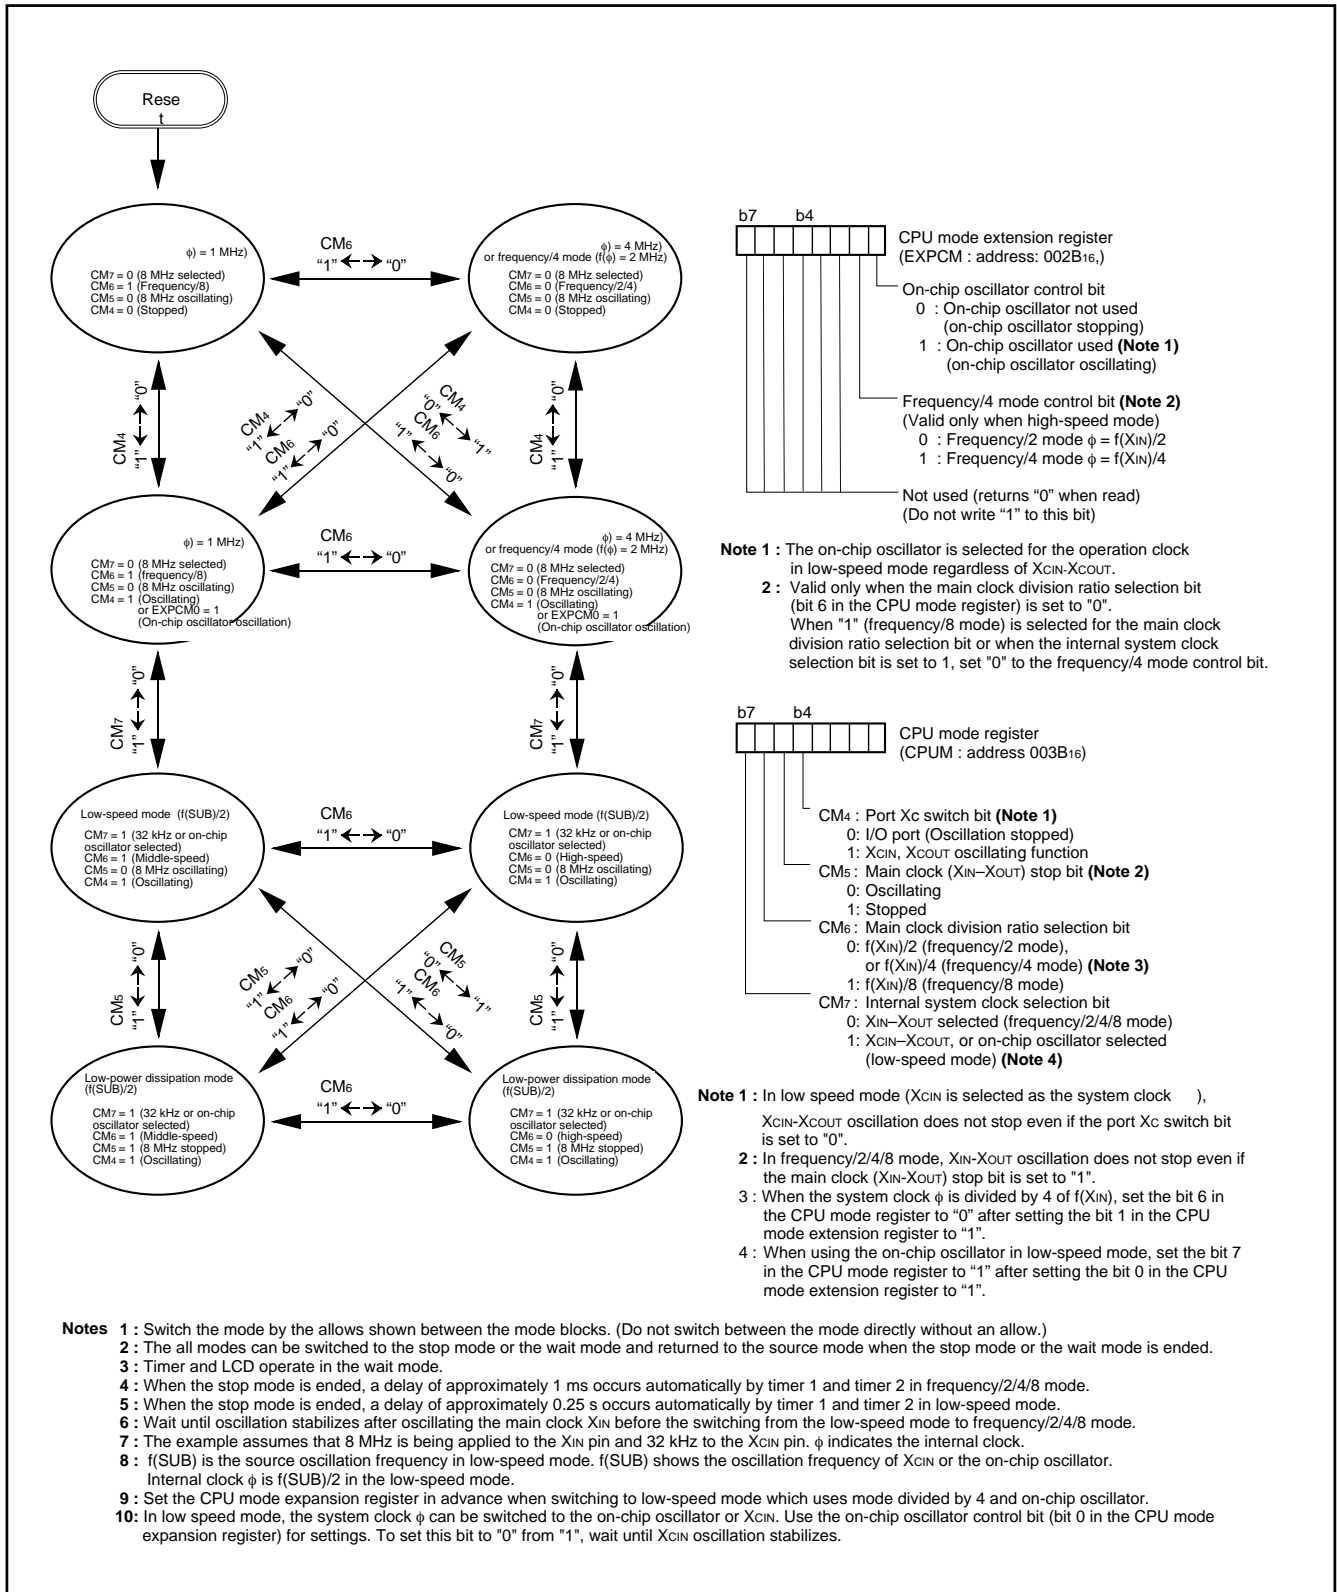 Rese
t
ϕ) = 1 MHz)
CM7 = 0 (8 MHz selected)
CM6 = 1 (Frequency/8)
CM5 = 0 (8 MHz oscillating)
CM4 = 0 (Stopped)
CM6
“1” “0”
ϕ) = 4 MHz)
or frequency/4 mode (f(ϕ) = 2 MHz)
CM7 = 0 (8 MHz selected)
CM6 = 0 (Frequency/2/4)
CM5 = 0 (8 MHz oscillating)
CM4 = 0 (Stopped)
CM4
“1” “0”
CM4
“1” “0”
CM6
“1” “0”
CM4
“0” “1”
CM6
“1” “0”
CM4
“1” “0”
ϕ) = 1 MHz)
CM7 = 0 (8 MHz selected)
CM6 = 1 (frequency/8)
CM5 = 0 (8 MHz oscillating)
CM4 = 1 (Oscillating)
or EXPCM0 = 1
(On-chip oscillator oscillation)
CM6
“1” “0”
ϕ) = 4 MHz)
or frequency/4 mode (f(ϕ) = 2 MHz)
CM7 = 0 (8 MHz selected)
CM6 = 0 (Frequency/2/4)
CM5 = 0 (8 MHz oscillating)
CM4 = 1 (Oscillating)
or EXPCM0 = 1
(On-chip oscillator oscillation)
CM7
“1” “0”
CM7
“1” “0”
Low-speed mode (f(SUB)/2)
CM7 = 1 (32 kHz or on-chip
oscillator selected)
CM6 = 1 (Middle-speed)
CM5 = 0 (8 MHz oscillating)
CM4 = 1 (Oscillating)
CM6
“1” “0”
Low-speed mode (f(SUB)/2)
CM7 = 1 (32 kHz or on-chip
oscillator selected)
CM6 = 0 (High-speed)
CM5 = 0 (8 MHz oscillating)
CM4 = 1 (Oscillating)
CM5
“1” “0”
CM5
“1” “0”
CM6
“1” “0”
CM5
“0” “1”
CM6
“1” “0”
CM5
“1” “0”
Low-power dissipation mode
(f(SUB)/2)
CM7 = 1 (32 kHz or on-chip
oscillator selected)
CM6 = 1 (Middle-speed)
CM5 = 1 (8 MHz stopped)
CM4 = 1 (Oscillating)
CM6
“1” “0”
Low-power dissipation mode
(f(SUB)/2)
CM7 = 1 (32 kHz or on-chip
oscillator selected)
CM6 = 0 (high-speed)
CM5 = 1 (8 MHz stopped)
CM4 = 1 (Oscillating)
b7 b4
CPU mode extension register
(EXPCM : address: 002B16,)
On-chip oscillator control bit
0 : On-chip oscillator not used
(on-chip oscillator stopping)
1 : On-chip oscillator used (Note 1)
(on-chip oscillator oscillating)
Frequency/4 mode control bit (Note 2)
(Valid only when high-speed mode)
0 : Frequency/2 mode ϕ = f(XIN)/2
1 : Frequency/4 mode ϕ = f(XIN)/4
Not used (returns “0” when read)
(Do not write “1” to this bit)
Note 1 : The on-chip oscillator is selected for the operation clock
in low-speed mode regardless of XCIN-XCOUT.
2 : Valid only when the main clock division ratio selection bit
(bit 6 in the CPU mode register) is set to "0".
When "1" (frequency/8 mode) is selected for the main clock
division ratio selection bit or when the internal system clock
selection bit is set to 1, set "0" to the frequency/4 mode control bit.
b7 b4
CPU mode register
(CPUM : address 003B16)
CM4 : Port Xc switch bit (Note 1)
0: I/O port (Oscillation stopped)
1: XCIN, XCOUT oscillating function
CM5 : Main clock (XIN–XOUT) stop bit (Note 2)
0: Oscillating
1: Stopped
CM6 : Main clock division ratio selection bit
0: f(XIN)/2 (frequency/2 mode),
or f(XIN)/4 (frequency/4 mode) (Note 3)
1: f(XIN)/8 (frequency/8 mode)
CM7 : Internal system clock selection bit
0: XIN–XOUT selected (frequency/2/4/8 mode)
1: XCIN–XCOUT, or on-chip oscillator selected
(low-speed mode) (Note 4)
Note 1 : In low speed mode (XCIN is selected as the system clock ),
XCIN-XCOUT oscillation does not stop even if the port XC switch bit
is set to "0".
2 : In frequency/2/4/8 mode, XIN-XOUT oscillation does not stop even if
the main clock (XIN-XOUT) stop bit is set to "1".
3 : When the system clock ϕ is divided by 4 of f(XIN), set the bit 6 in
the CPU mode register to “0” after setting the bit 1 in the CPU
mode extension register to “1”.
4 : When using the on-chip oscillator in low-speed mode, set the bit 7
in the CPU mode register to “1” after setting the bit 0 in the CPU
mode extension register to “1”.
Notes 1 : Switch the mode by the allows shown between the mode blocks. (Do not switch between the mode directly without an allow.)
2 : The all modes can be switched to the stop mode or the wait mode and returned to the source mode when the stop mode or the wait mode is ended.
3 : Timer and LCD operate in the wait mode.
4 : When the stop mode is ended, a delay of approximately 1 ms occurs automatically by timer 1 and timer 2 in frequency/2/4/8 mode.
5 : When the stop mode is ended, a delay of approximately 0.25 s occurs automatically by timer 1 and timer 2 in low-speed mode.
6 : Wait until oscillation stabilizes after oscillating the main clock XIN before the switching from the low-speed mode to frequency/2/4/8 mode.
7 : The example assumes that 8 MHz is being applied to the XIN pin and 32 kHz to the XCIN pin. ϕ indicates the internal clock.
8 : f(SUB) is the source oscillation frequency in low-speed mode. f(SUB) shows the oscillation frequency of XCIN or the on-chip oscillator.
Internal clock ϕ is f(SUB)/2 in the low-speed mode.
9 : Set the CPU mode expansion register in advance when switching to low-speed mode which uses mode divided by 4 and on-chip oscillator.
10: In low speed mode, the system clock ϕ can be switched to the on-chip oscillator or XCIN. Use the on-chip oscillator control bit (bit 0 in the CPU mode
expansion register) for settings. To set this bit to "0" from "1", wait until XCIN oscillation stabilizes.